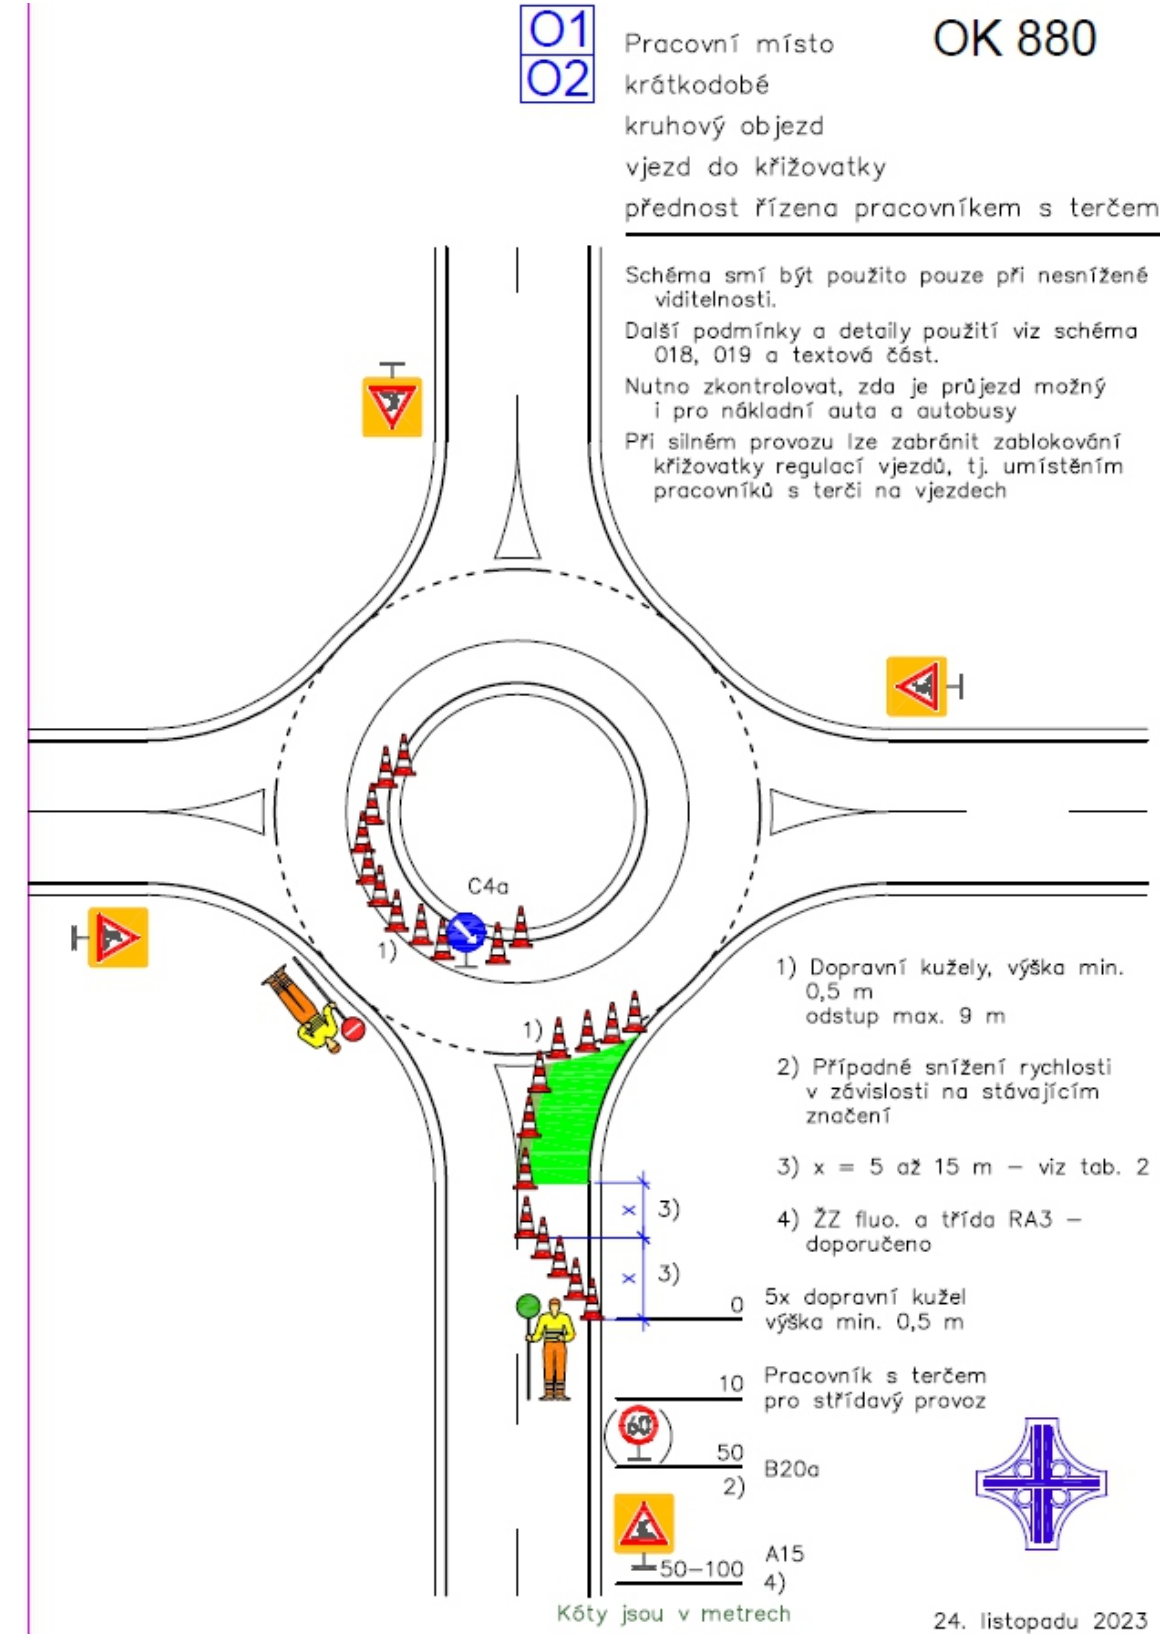 O1
O2
OK 880
Pracovní místo
krátkodobé
kruhový objezd
vjezd do křižovatky
přednost řízena pracovníkem s terčem
Schéma smí být použito pouze při nesnížené
viditelnosti.
Další podmínky a detaily použití viz schéma
018, 019 a textová část.
Nutno zkontrolovat, zda je průjezd možný
i pro nákladní auta a autobusy
Při silném provozu lze zabránit zablokování
křižovatky regulací vjezdů, tj. umístěním
pracovníků s terči na vjezdech
C4a
1)
1)
1) Dopravní kužely, výška min.
0,5 m
odstup max. 9 m
2) Případné snížení rychlosti
v závislosti na stávajícím
značení
3) x = 5 až 15 m – viz tab. 2
4) ŽZ fluo. a třída RA3 –
doporučeno
x 3)
x 3)
0 5x dopravní kužel
výška min. 0,5 m
10 Pracovník s terčem
pro střídavý provoz
(60)
50 B20a
2)
50–100 A15
4)
Kóty jsou v metrech
24. listopadu 2023